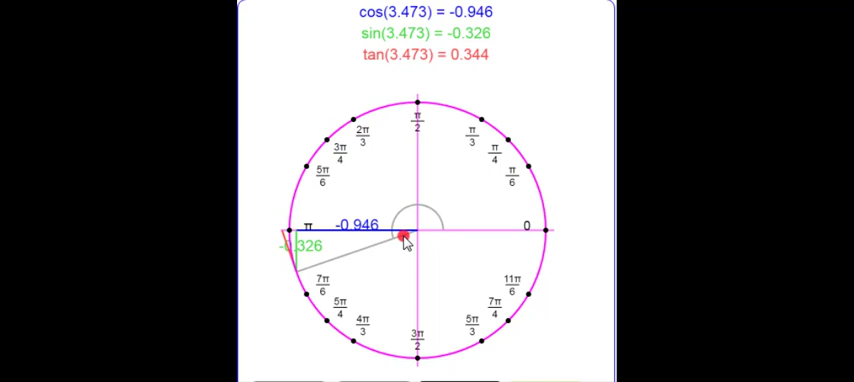 cos(3.473) = -0.946
sin(3.473) = -0.326
tan(3.473) = 0.344
π/2
2π/3
π/3
3π/4
π/4
5π/6
π/6
π
-0.946
0
-0.326
7π/6
11π/6
5π/4
7π/4
4π/3
5π/3
3π/2